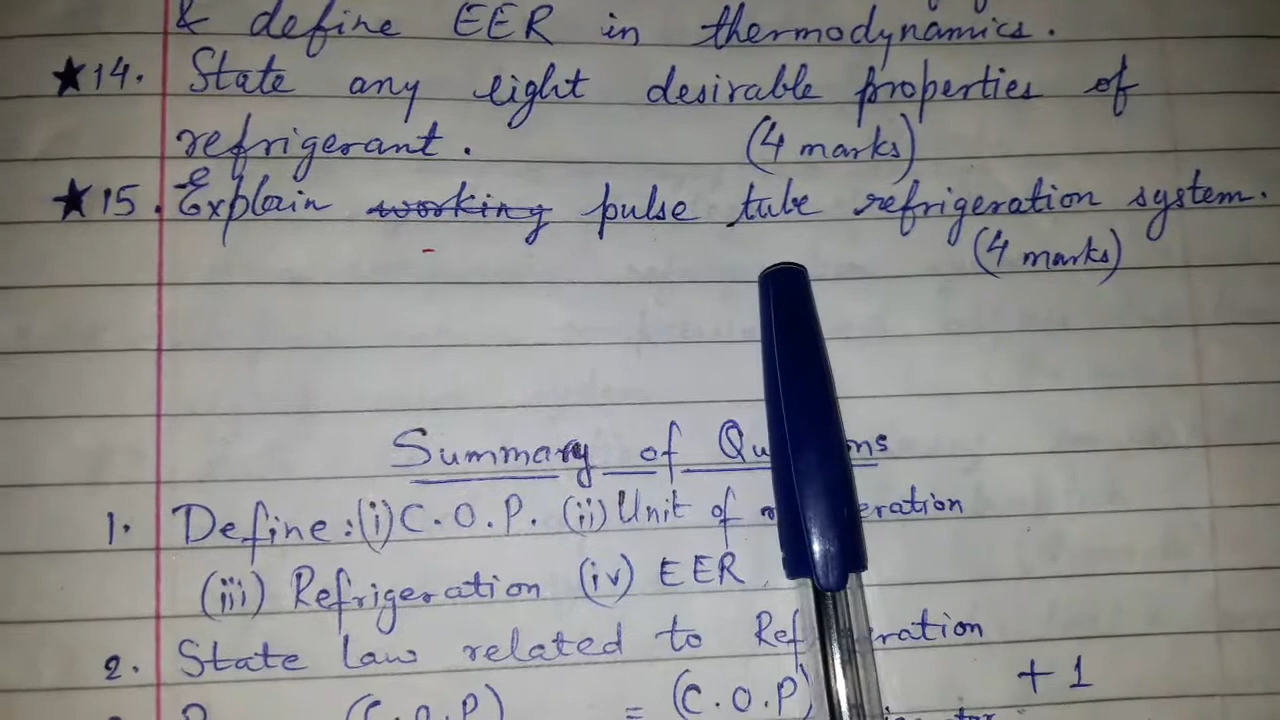 & define EER in thermodynamics.
★14. State any eight desirable properties of
refrigerant. (4 marks)
★15. Explain working pulse tube refrigeration system.
(4 marks)
Summary of
1. Define:(i) C.O.P. (ii) Unit of
(iii) Refrigeration (iv) EER
2. State law related to
(C.O.P) = (C.O.P) + 1